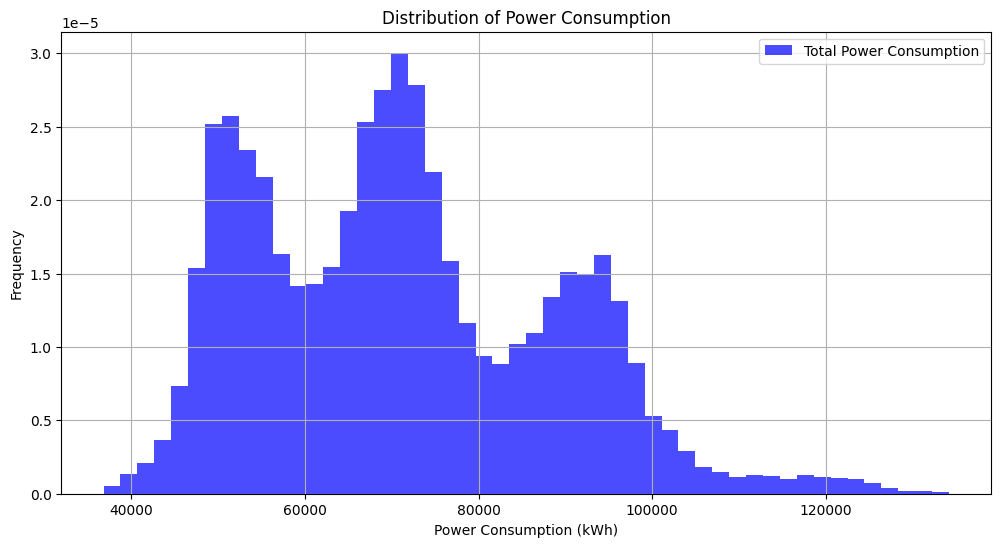 Distribution of Power Consumption
1e−5
Total Power Consumption
3.0
2.5
2.0
1.5
1.0
0.5
0.0
Frequency
40000 60000 80000 100000 120000
Power Consumption (kWh)